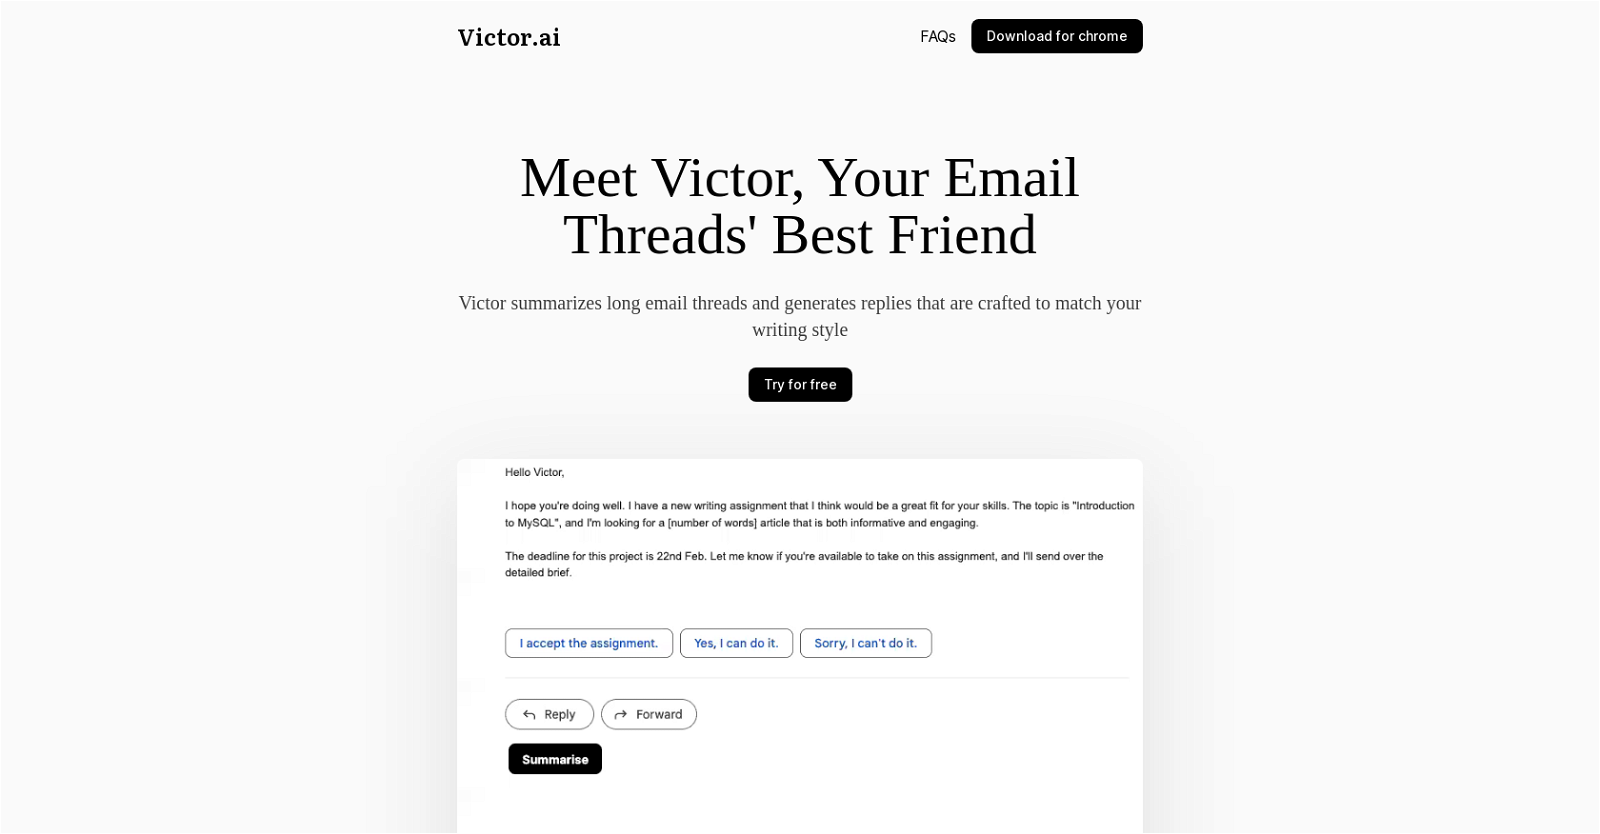 Victor.ai
FAQs
Download for chrome
Meet Victor, Your Email
Threads' Best Friend
Victor summarizes long email threads and generates replies that are crafted to match your
writing style
Try for free
Hello Victor,
I hope you're doing well. I have a new writing assignment that I think would be a great fit for your skills. The topic is "Introduction
to MySQL", and I'm looking for a [number of words] article that is both informative and engaging.
The deadline for this project is 22nd Feb. Let me know if you're available to take on this assignment, and I'll send over the
detailed brief.
I accept the assignment.
Yes, I can do it.
Sorry, I can't do it.
Reply
Forward
Summarise